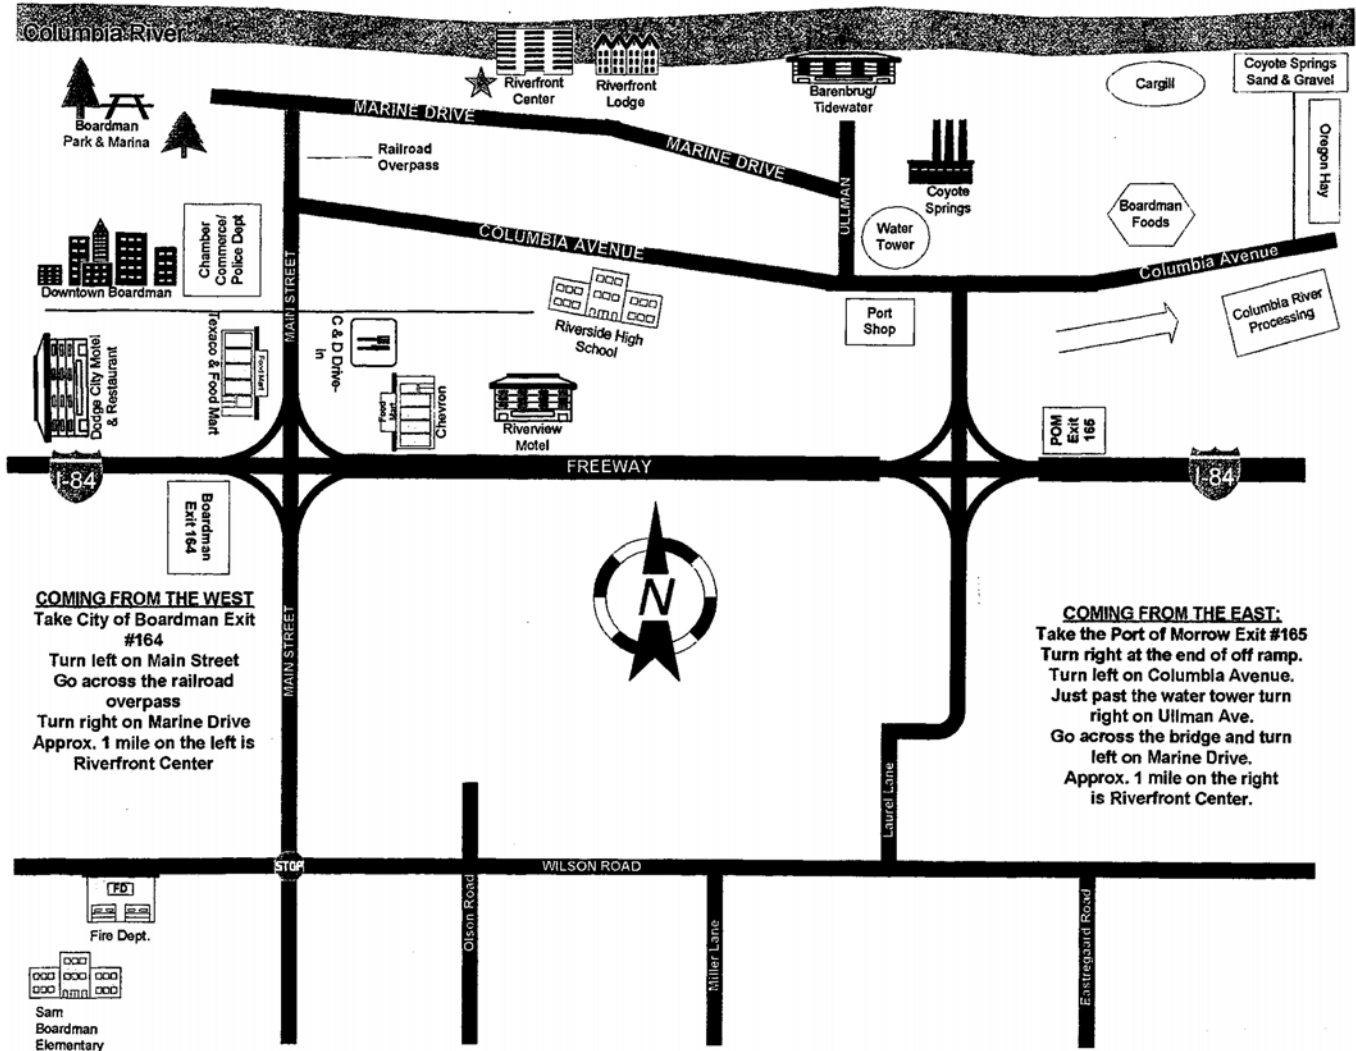 Columbia River
Riverfront
Center
Riverfront
Lodge
Barenbrug/
Tidewater
Cargill
Coyote Springs
Sand & Gravel
Oregon Hay
Boardman
Park & Marina
MARINE DRIVE
MARINE DRIVE
Railroad
Overpass
ULLMAN
Coyote
Springs
Boardman
Foods
Water
Tower
Chamber
Commerce/
Police Dept
Downtown Boardman
MAIN STREET
COLUMBIA AVENUE
Columbia Avenue
Riverside High
School
Port
Shop
Columbia River
Processing
Dodge City Motel
& Restaurant
Texaco & Food Mart
Food Mart
C & D Drive-
In
Food
Mart
Chevron
Riverview
Motel
POM
Exit
165
I-84
FREEWAY
I-84
Boardman
Exit 164
N
COMING FROM THE WEST
Take City of Boardman Exit
#164
Turn left on Main Street
Go across the railroad
overpass
Turn right on Marine Drive
Approx. 1 mile on the left is
Riverfront Center
MAIN STREET
COMING FROM THE EAST:
Take the Port of Morrow Exit #165
Turn right at the end of off ramp.
Turn left on Columbia Avenue.
Just past the water tower turn
right on Ullman Ave.
Go across the bridge and turn
left on Marine Drive.
Approx. 1 mile on the right
is Riverfront Center.
Laurel Lane
STOP
WILSON ROAD
FD
Fire Dept.
Olson Road
Miller Lane
Eastregaard Road
Sam
Boardman
Elementary